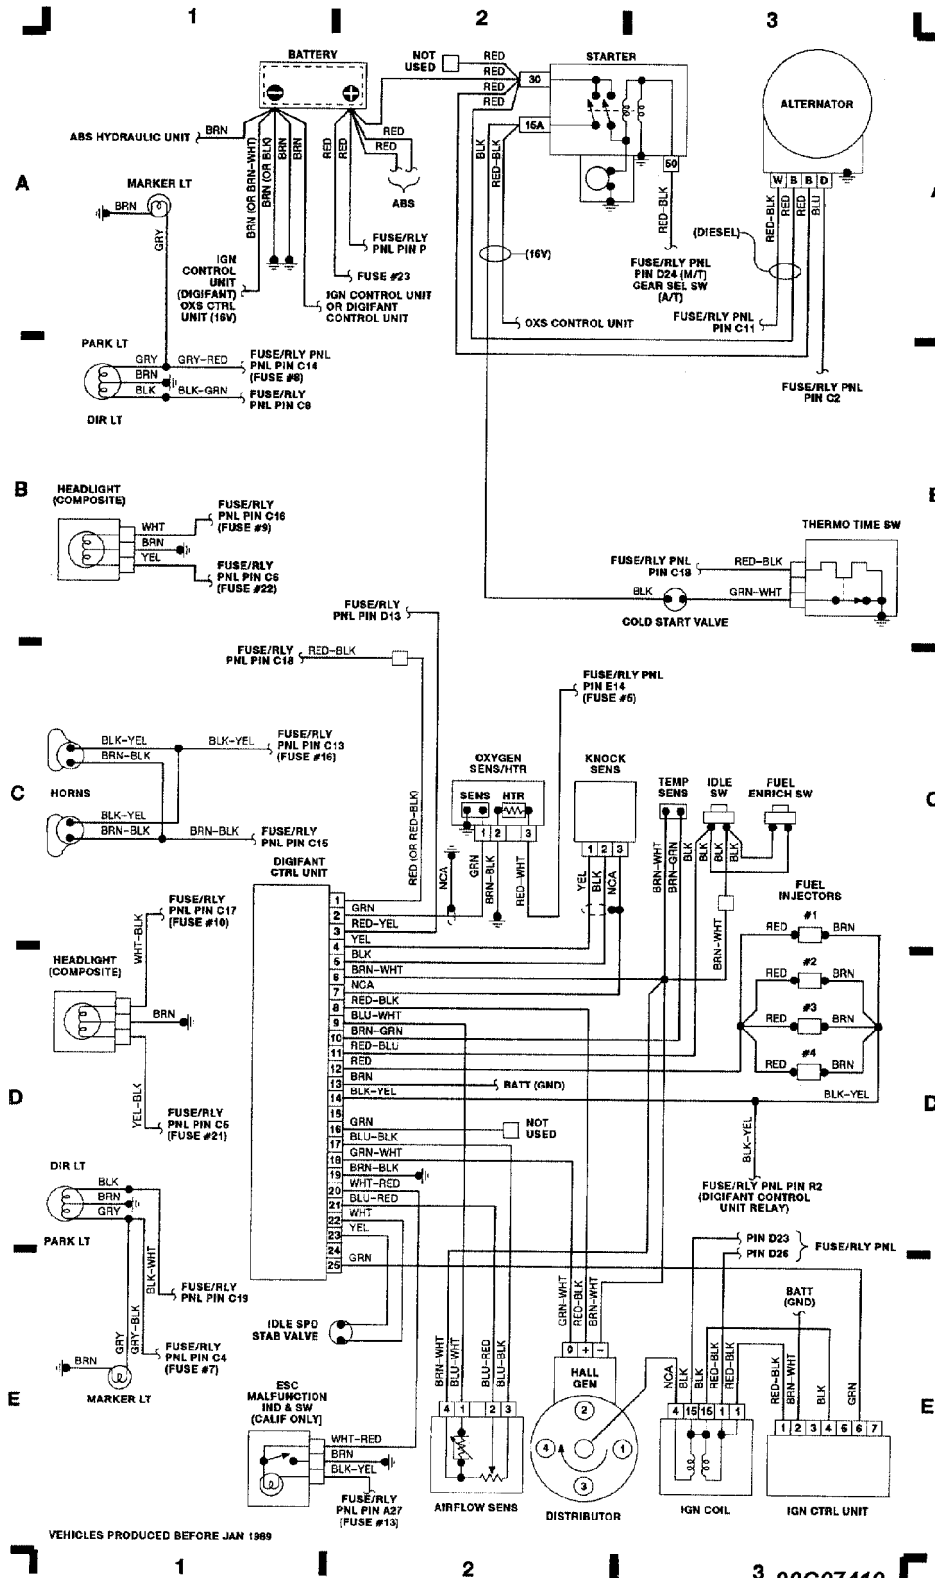 1
2
3
BATTERY
NOT
USED
RED
RED
RED
RED
30
STARTER
ALTERNATOR
15A
50
W B B D
ABS HYDRAULIC UNIT
BRN
BRN (OR BRN-WHT)
BRN (OR BLK)
BRN
BRN
RED
RED
RED
RED
ABS
BLK
RED-BLK
RED-BLK
RED-BLK
RED
RED
BLU
A
MARKER LT
BRN
GRY
FUSE/RLY
PNL PIN P
FUSE #23
IGN
CONTROL
UNIT
(DIGIFANT)
OXS CTRL
UNIT (16V)
IGN CONTROL UNIT
OR DIGIFANT
CONTROL UNIT
(16V)
OXS CONTROL UNIT
FUSE/RLY PNL
PIN D24 (M/T)
GEAR SEL SW
(A/T)
(DIESEL)
FUSE/RLY PNL
PIN C11
FUSE/RLY PNL
PIN C2
PARK LT
GRY
GRY-RED
BRN
BLK
BLK-GRN
FUSE/RLY PNL
PNL PIN C14
(FUSE #8)
FUSE/RLY
PNL PIN C8
DIR LT
B
HEADLIGHT
(COMPOSITE)
WHT
BRN
YEL
FUSE/RLY
PNL PIN C16
(FUSE #9)
FUSE/RLY
PNL PIN C6
(FUSE #22)
THERMO TIME SW
FUSE/RLY PNL
PIN C18
RED-BLK
BLK
GRN-WHT
COLD START VALVE
FUSE/RLY
PNL PIN D13
FUSE/RLY
PNL PIN C18
RED-BLK
FUSE/RLY PNL
PIN E14
(FUSE #5)
C
BLK-YEL
BRN-BLK
BLK-YEL
FUSE/RLY
PNL PIN C13
(FUSE #16)
HORNS
BLK-YEL
BRN-BLK
BRN-BLK
FUSE/RLY
PNL PIN C15
RED (OR RED-BLK)
OXYGEN
SENS/HTR
SENS
HTR
1 2 3
KNOCK
SENS
1 2 3
TEMP
SENS
IDLE
SW
FUEL
ENRICH SW
NCA
GRN
BRN-BLK
RED-WHT
YEL
BLK
NCA
BRN-WHT
BRN-GRN
BLK
BLK
BLK
BLK
BRN-WHT
FUEL
INJECTORS
#1
RED
BRN
#2
RED
BRN
#3
RED
BRN
#4
RED
BRN
BLK-YEL
BLK-YEL
DIGIFANT
CTRL UNIT
1
2 GRN
3 RED-YEL
4 YEL
5 BLK
6 BRN-WHT
7 NCA
8 RED-BLK
9 BLU-WHT
10 BRN-GRN
11 RED-BLU
12 RED
13 BRN
14 BLK-YEL
15
16 GRN
17 BLU-BLK
18 GRN-WHT
19 BRN-BLK
20 WHT-RED
21 BLU-RED
22 WHT
23 YEL
24
25 GRN
BATT (GND)
NOT
USED
FUSE/RLY
PNL PIN C17
(FUSE #10)
WHT-BLK
HEADLIGHT
(COMPOSITE)
BRN
YEL-BLK
FUSE/RLY
PNL PIN C5
(FUSE #21)
D
D
FUSE/RLY PNL PIN R2
(DIGIFANT CONTROL
UNIT RELAY)
DIR LT
BLK
BRN
GRY
PARK LT
BLK-WHT
FUSE/RLY
PNL PIN C19
GRY
GRY-BLK
FUSE/RLY
PNL PIN C4
(FUSE #7)
BRN
MARKER LT
PIN D23
PIN D26
FUSE/RLY PNL
BATT
(GND)
IDLE SPD
STAB VALVE
E
E
ESC
MALFUNCTION
IND & SW
(CALIF ONLY)
WHT-RED
BRN
BLK-YEL
FUSE/RLY
PNL PIN A27
(FUSE #13)
BRN-WHT
BLU-WHT
BLU-RED
BLU-BLK
4 1 2 3
AIRFLOW SENS
GRN-WHT
RED-BLK
BRN-WHT
0 + -
HALL
GEN
2
4
1
3
DISTRIBUTOR
NCA
BLK
BLK
RED-BLK
RED-BLK
4 15 15 1 1
IGN COIL
RED-BLK
BRN-WHT
BLK
GRN
1 2 3 4 5 6 7
IGN CTRL UNIT
VEHICLES PRODUCED BEFORE JAN 1989
1
2
3